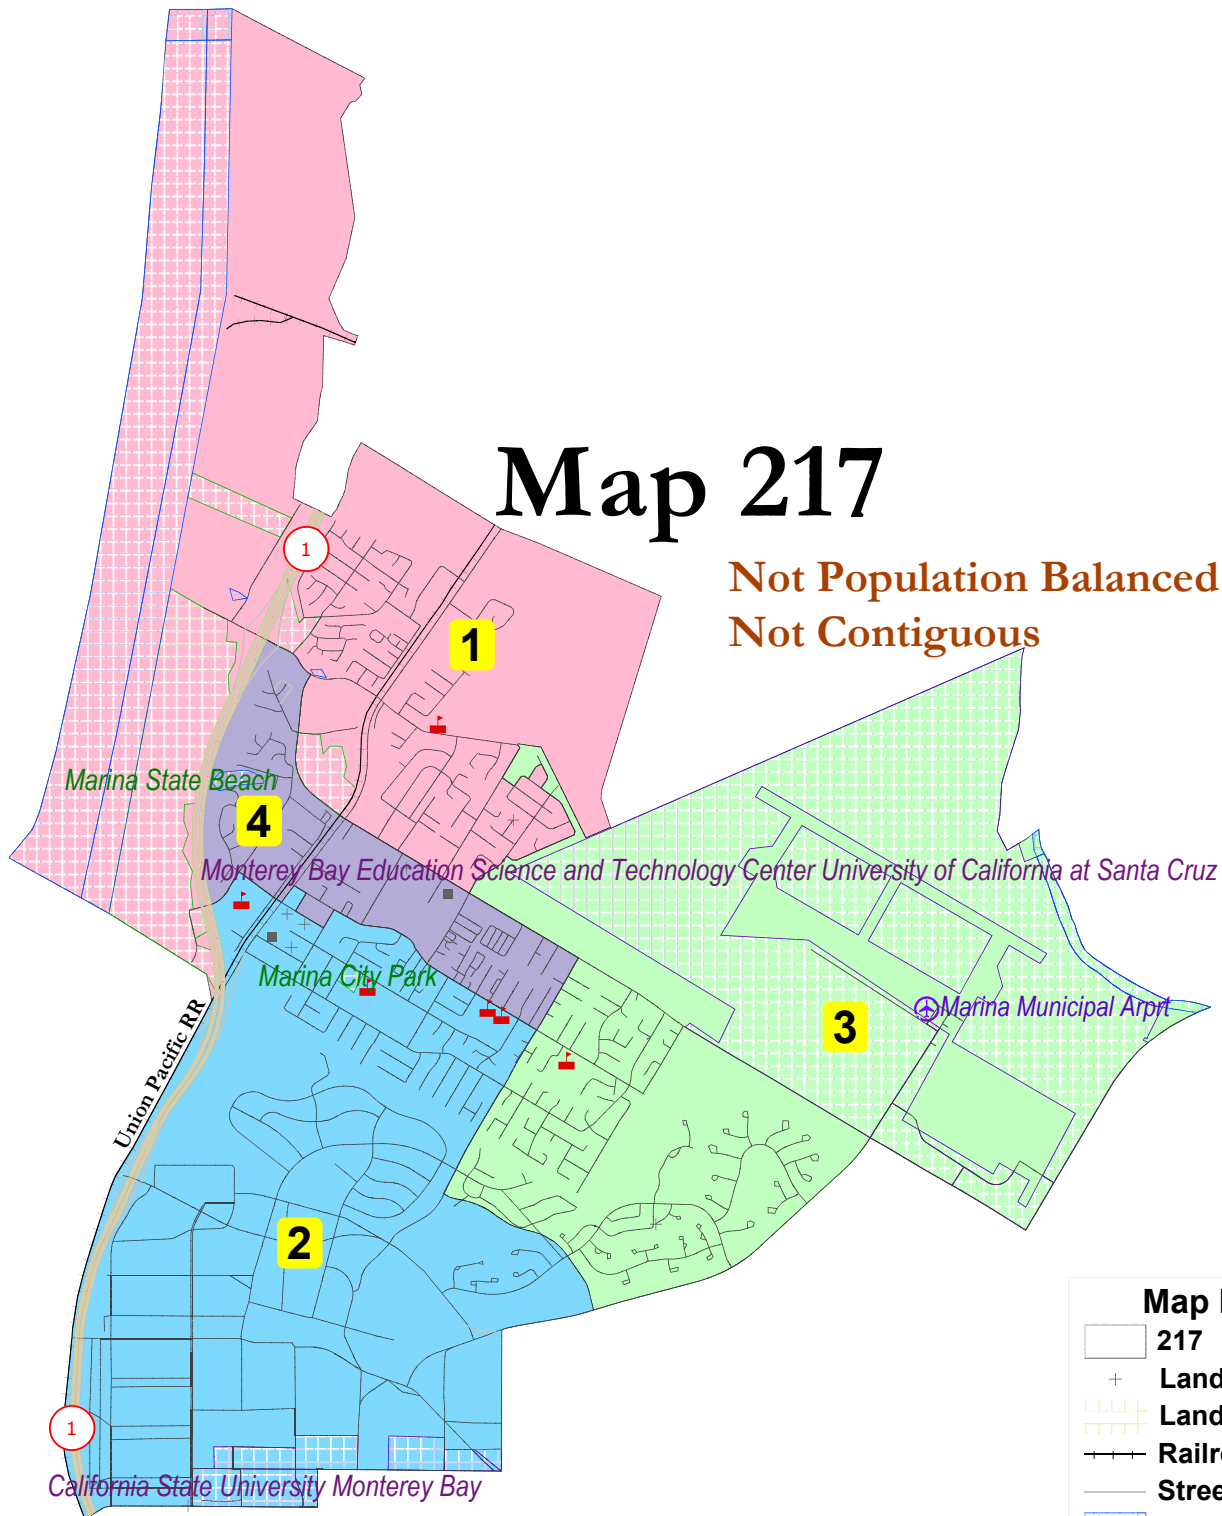 Map 217
Not Population Balanced
Not Contiguous
1
1
Marina State Beach
4
Monterey Bay Education Science and Technology Center University of California at Santa Cruz
Marina City Park
Marina Municipal Arprt
3
Union Pacific RR
2
Map
217
Land
Land
Railr
Stree
1
California State University Monterey Bay